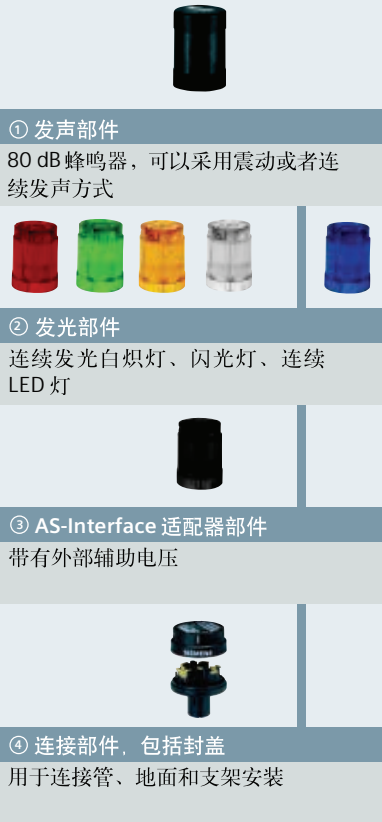 ① 发声部件
80 dB 蜂鸣器，可以采用震动或者连
续发声方式
② 发光部件
连续发光白炽灯、闪光灯、连续
LED 灯
③ AS-Interface 适配器部件
带有外部辅助电压
SIEMENS
④ 连接部件，包括封盖
用于连接管、地面和支架安装